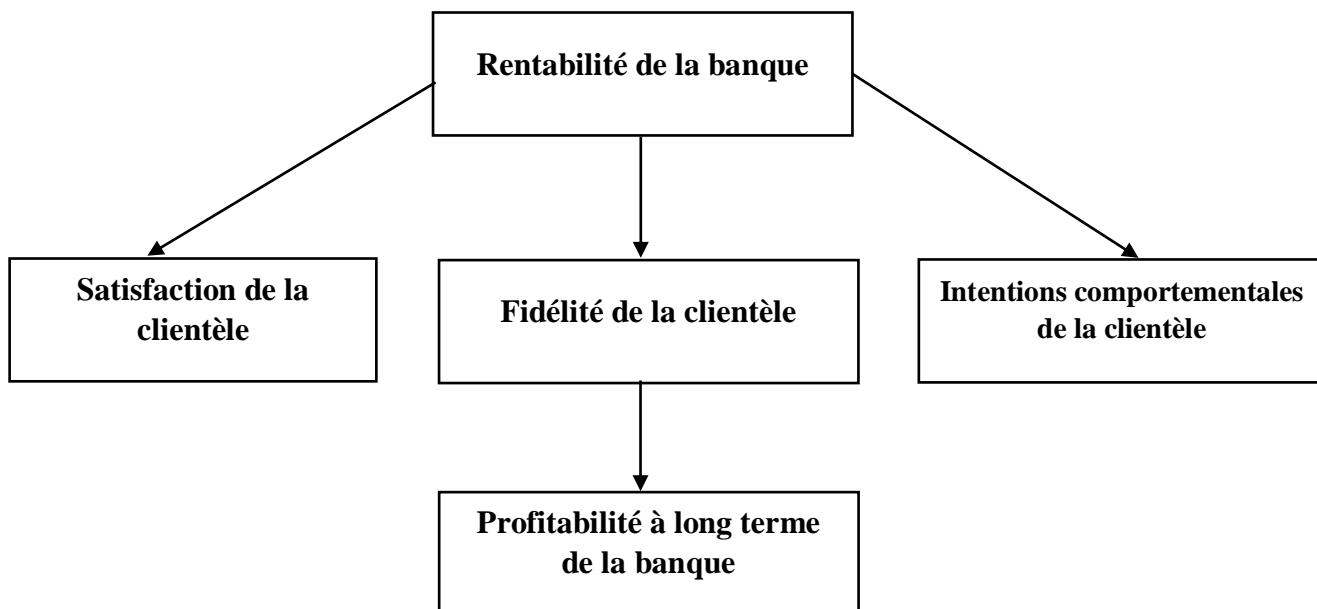 Rentabilité de la banque
Satisfaction de la
clientèle
Fidélité de la clientèle
Intentions comportementales
de la clientèle
Profitabilité à long terme
de la banque